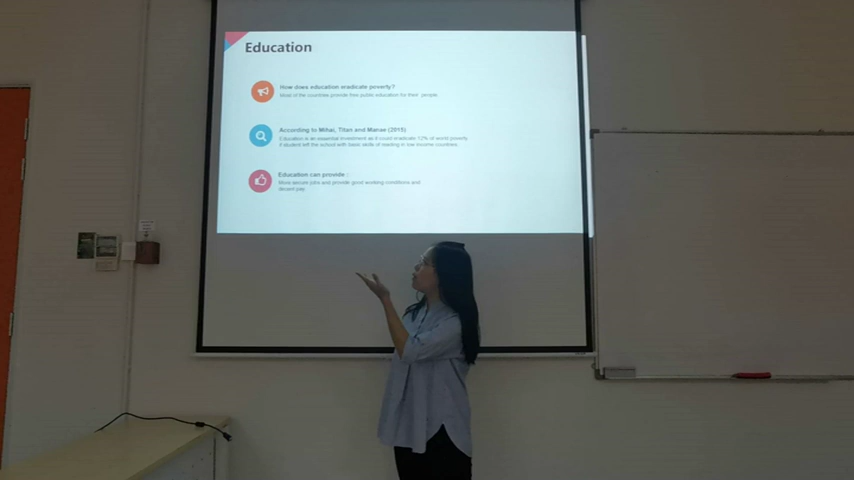 Education
How does education eradicate poverty?
Most of the countries provide free public education for their people.
According to Mihai, Titan and Manae (2015)
Education is an essential investment as it could eradicate 12% of world poverty
if student left the school with basic skills of reading in low income countries.
Education can provide :
More secure jobs and provide good working conditions and
decent pay.